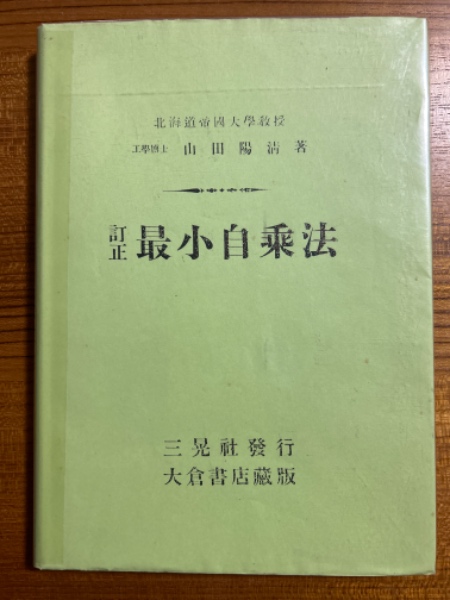 北海道帝國大學教授
工學博士 山田陽清 著
訂正 最小自乘法
三晃社發行
大倉書店藏版